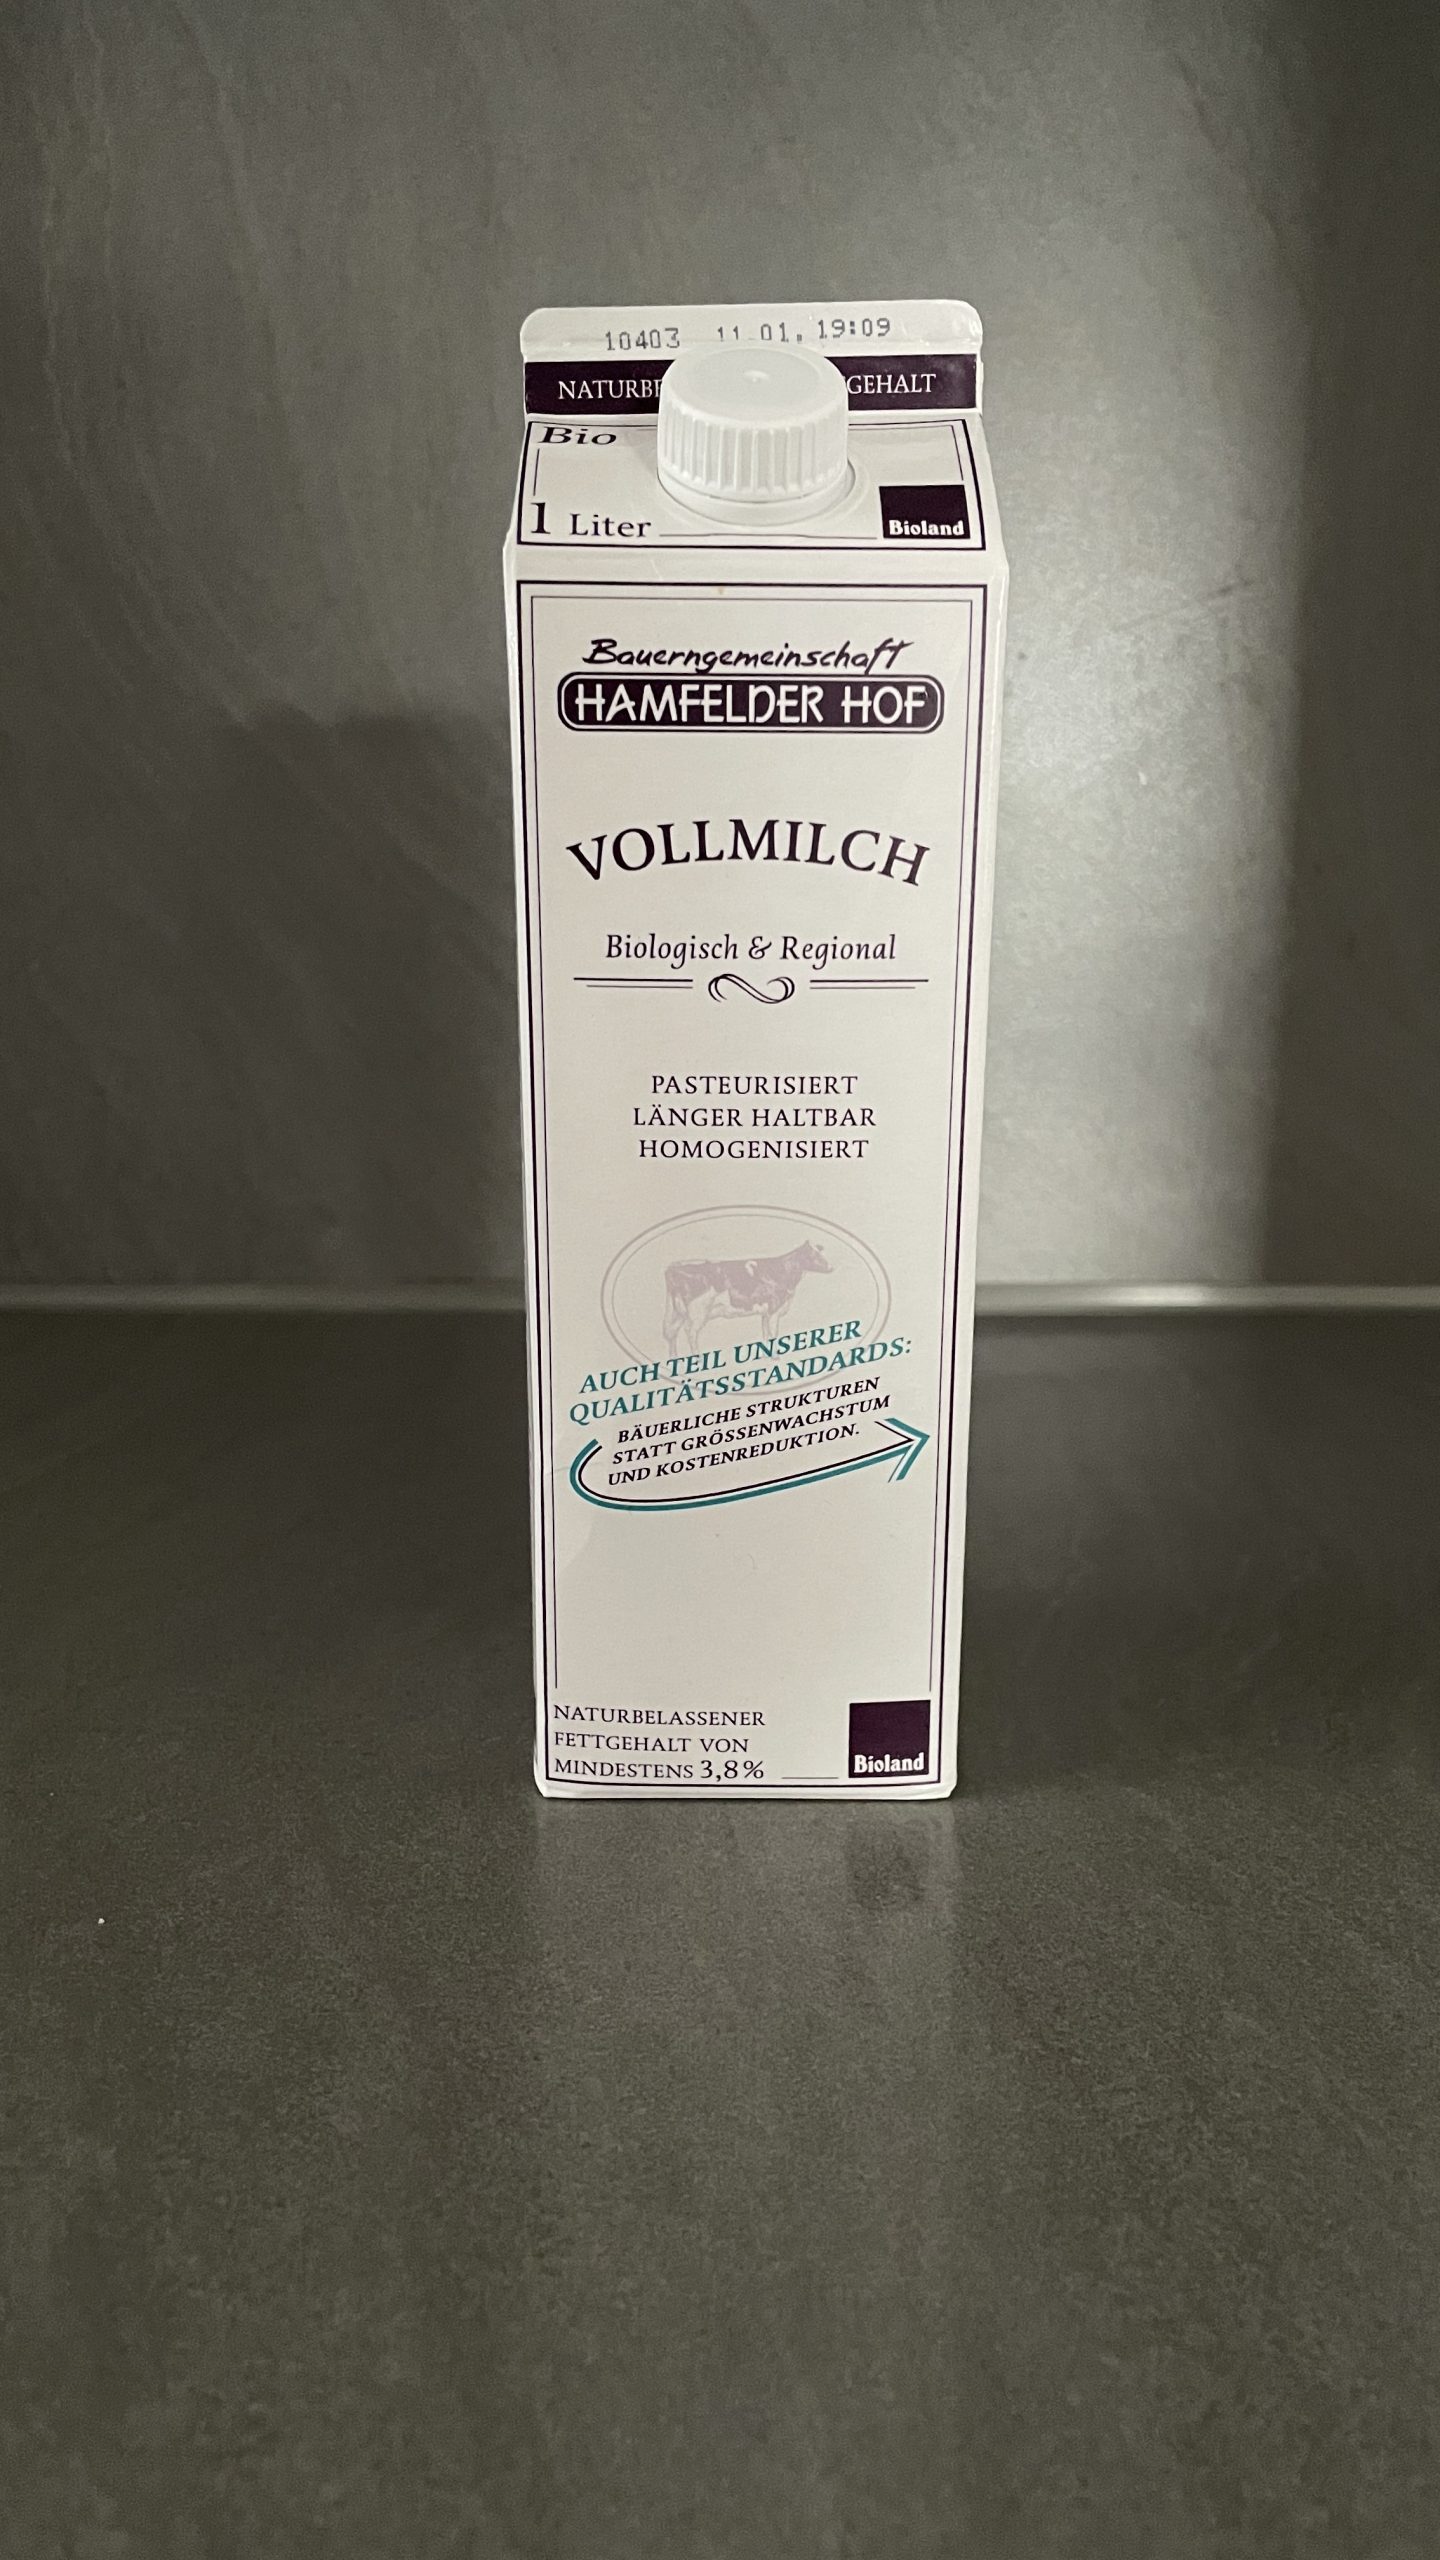 10403 11.01. 19:09
GEHALT
Bio
1 Liter
Bioland
Bauerngemeinschaft
HAMFELDER HOF
VOLLMILCH
Biologisch & Regional
PASTEURISIERT
LÄNGER HALTBAR
HOMOGENISIERT
AUCH TEIL UNSERER
QUALITÄTSSTANDARDS:
BÄUERLICHE STRUKTUREN
STATT GRÖSSENWACHSTUM
UND KOSTENREDUKTION.
NATURBELASSENER
FETTGEHALT VON
MINDESTENS 3,8%
Bioland